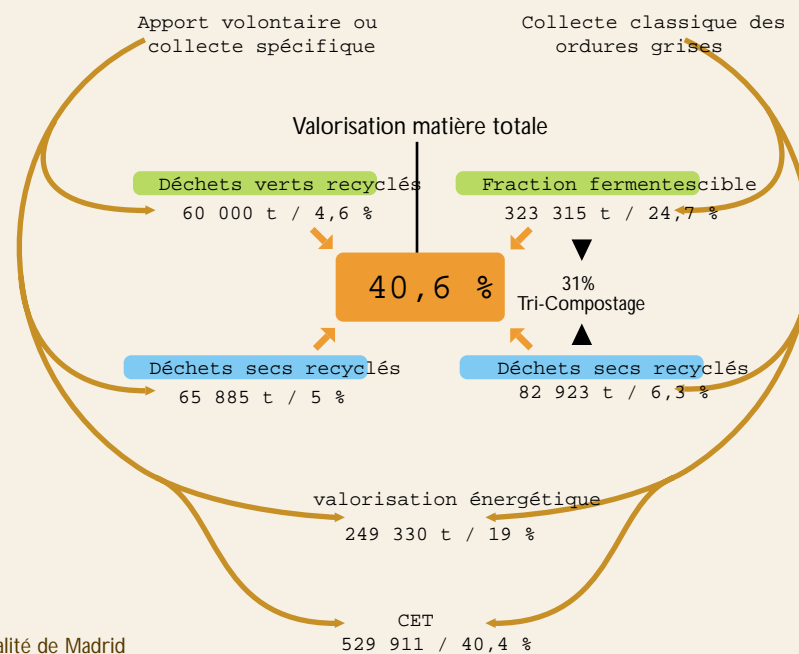 Apport volontaire ou
collecte spécifique
Collecte classique des
ordures grises
Valorisation matière totale
Déchets verts recyclés
60 000 t / 4,6 %
Fraction fermentescible
323 315 t / 24,7 %
40,6 %
31%
Tri-Compostage
Déchets secs recyclés
65 885 t / 5 %
Déchets secs recyclés
82 923 t / 6,3 %
valorisation énergétique
249 330 t / 19 %
CET
529 911 / 40,4 %
alité de Madrid